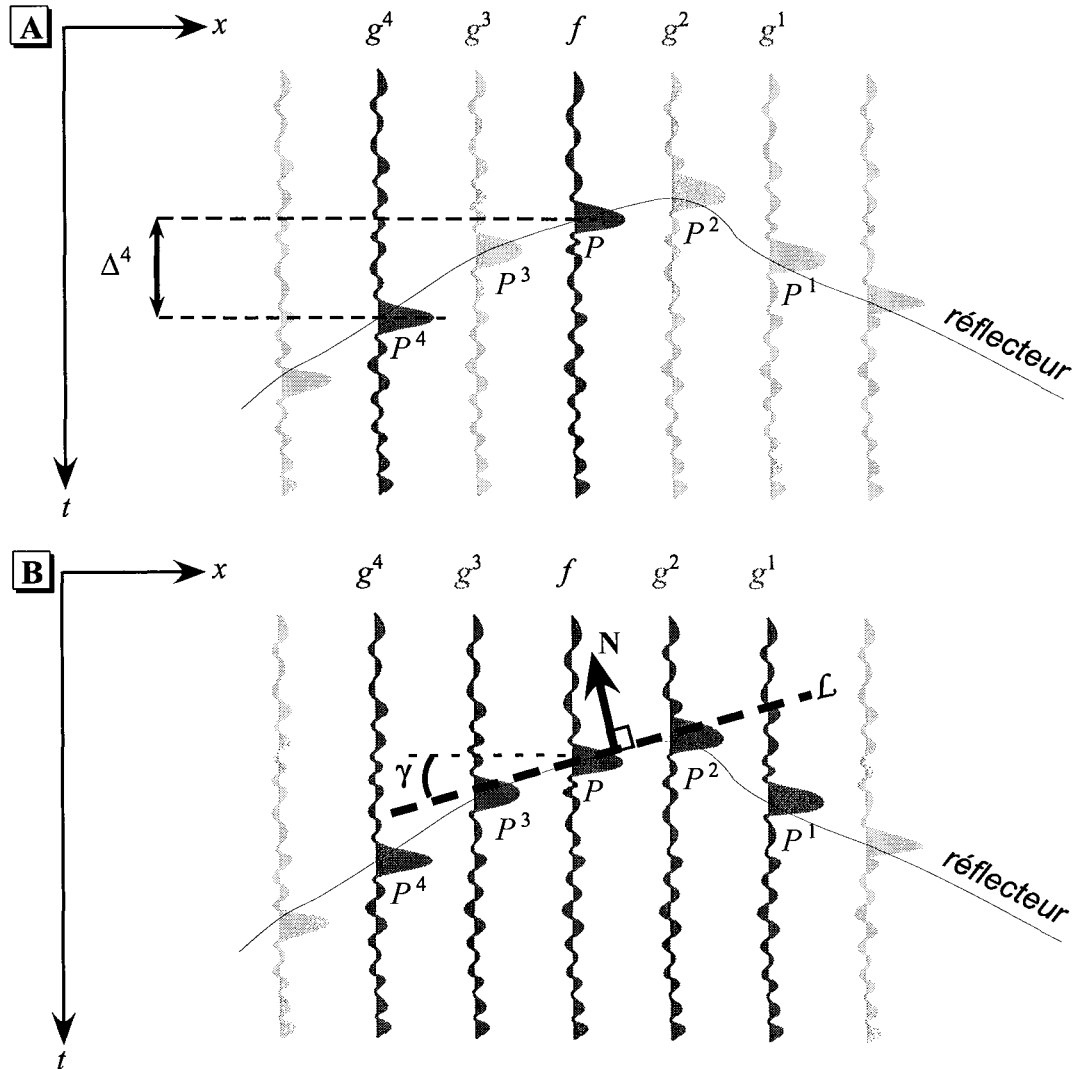 A
x g⁴ g³ f g² g¹
Δ⁴
P P²
P³ P¹
P⁴
réflecteur
t
B
x g⁴ g³ f g² g¹
N
ℒ
γ
P P²
P³ P¹
P⁴
réflecteur
t